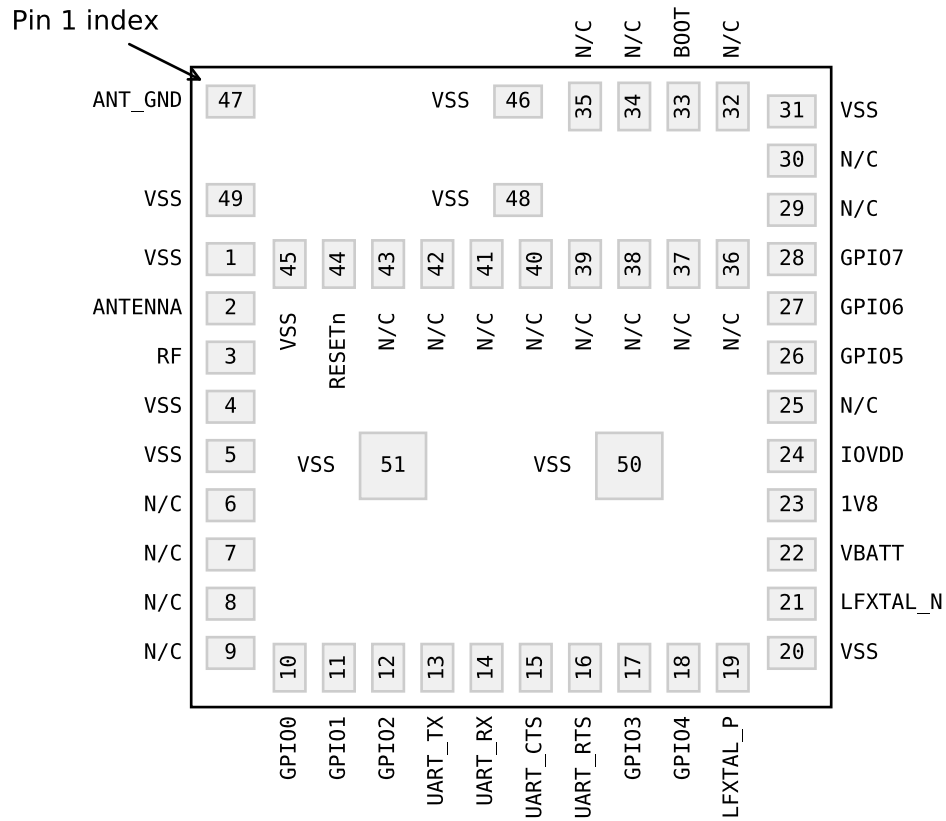 Pin 1 index
N/C N/C BOOT N/C
ANT_GND 47 VSS 46 35 34 33 32 31 VSS
30 N/C
VSS 49 VSS 48 29 N/C
VSS 1 45 44 43 42 41 40 39 38 37 36 28 GPIO7
ANTENNA 2 27 GPIO6
VSS RESETn N/C N/C N/C N/C N/C N/C N/C N/C
RF 3 26 GPIO5
VSS 4 25 N/C
VSS 5 VSS 51 VSS 50 24 IOVDD
N/C 6 23 1V8
N/C 7 22 VBATT
N/C 8 21 LFXTAL_N
N/C 9 20 VSS
10 11 12 13 14 15 16 17 18 19
GPIO0 GPIO1 GPIO2 UART_TX UART_RX UART_CTS UART_RTS GPIO3 GPIO4 LFXTAL_P